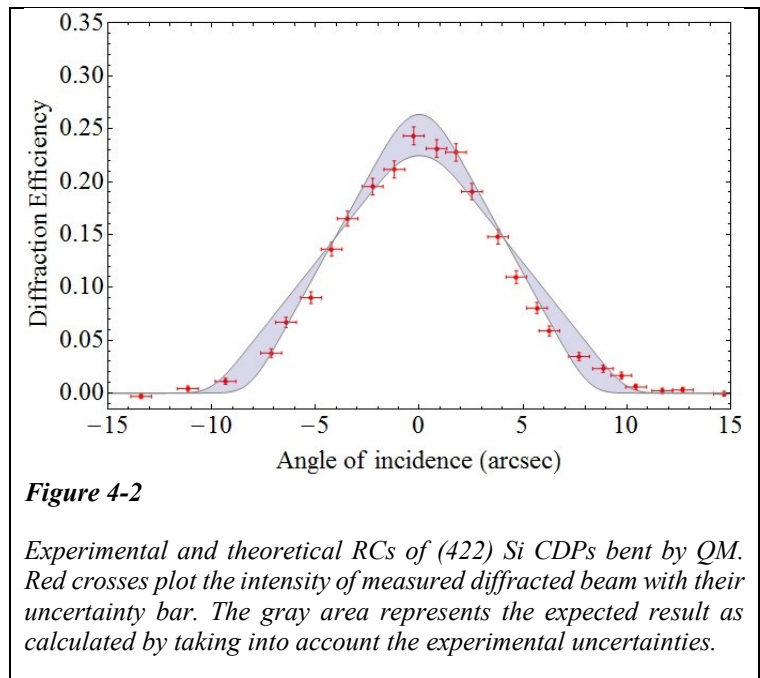 0.35
0.30
0.25
0.20
0.15
0.10
0.05
0.00
Diffraction Efficiency
−15 −10 −5 0 5 10 15
Angle of incidence (arcsec)
Figure 4-2
Experimental and theoretical RCs of (422) Si CDPs bent by QM.
Red crosses plot the intensity of measured diffracted beam with their
uncertainty bar. The gray area represents the expected result as
calculated by taking into account the experimental uncertainties.